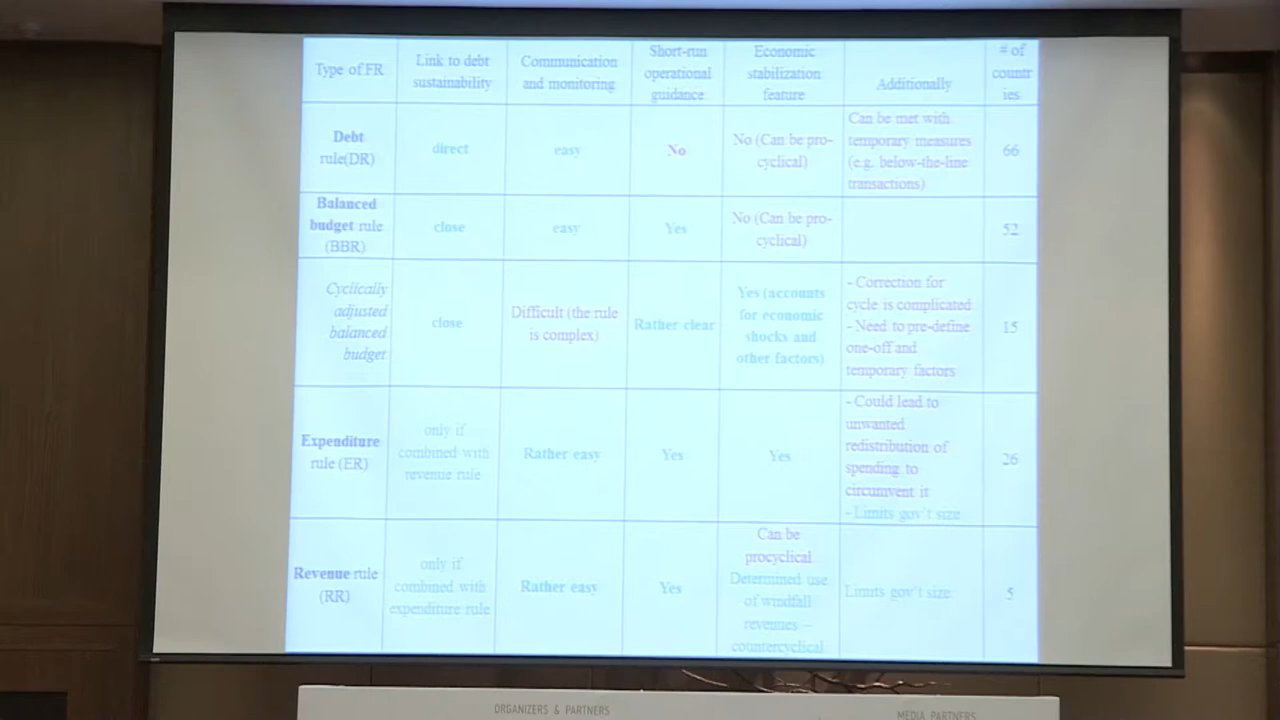 Type of FR
Link to debt
sustainability
Communication
and monitoring
Short-run
operational
guidance
Economic
stabilization
feature
Additionally
# of
countr
ies
Debt
rule(DR)
direct
easy
No
No (Can be pro-
cyclical)
Can be met with
temporary measures
(e.g. below-the-line
transactions)
66
Balanced
budget rule
(BBR)
close
easy
Yes
No (Can be pro-
cyclical)
52
Cyclically
adjusted
balanced
budget
close
Difficult (the rule
is complex)
Rather clear
Yes (accounts
for economic
shocks and
other factors)
- Correction for
cycle is complicated
- Need to pre-define
one-off and
temporary factors
15
Expenditure
rule (ER)
only if
combined with
revenue rule
Rather easy
Yes
Yes
- Could lead to
unwanted
redistribution of
spending to
circumvent it
- Limits gov't size
26
Revenue rule
(RR)
only if
combined with
expenditure rule
Rather easy
Yes
Can be
procyclical
Determined use
of windfall
revenues –
countercyclical
Limits gov't size
5
ORGANIZERS & PARTNERS
MEDIA PARTNERS